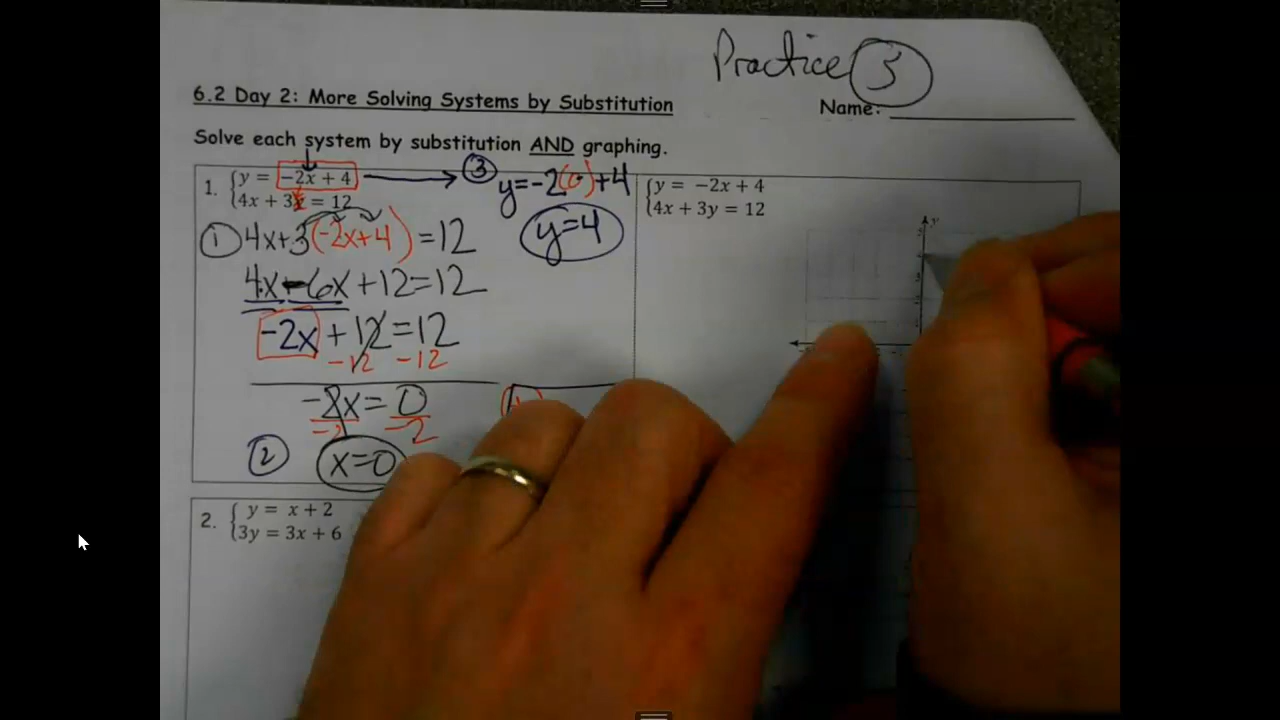 Practice 3
6.2 Day 2: More Solving Systems by Substitution
Name:
Solve each system by substitution AND graphing.
1. y = -2x + 4
4x + 3y = 12
③ y=-2(0)+4
y=4
① 4x+3(-2x+4)=12
4x-6x+12=12
-2x+12=12
-12 -12
-2x=0
-2 -2
② x=0
y = -2x + 4
4x + 3y = 12
y
2. y = x + 2
3y = 3x + 6